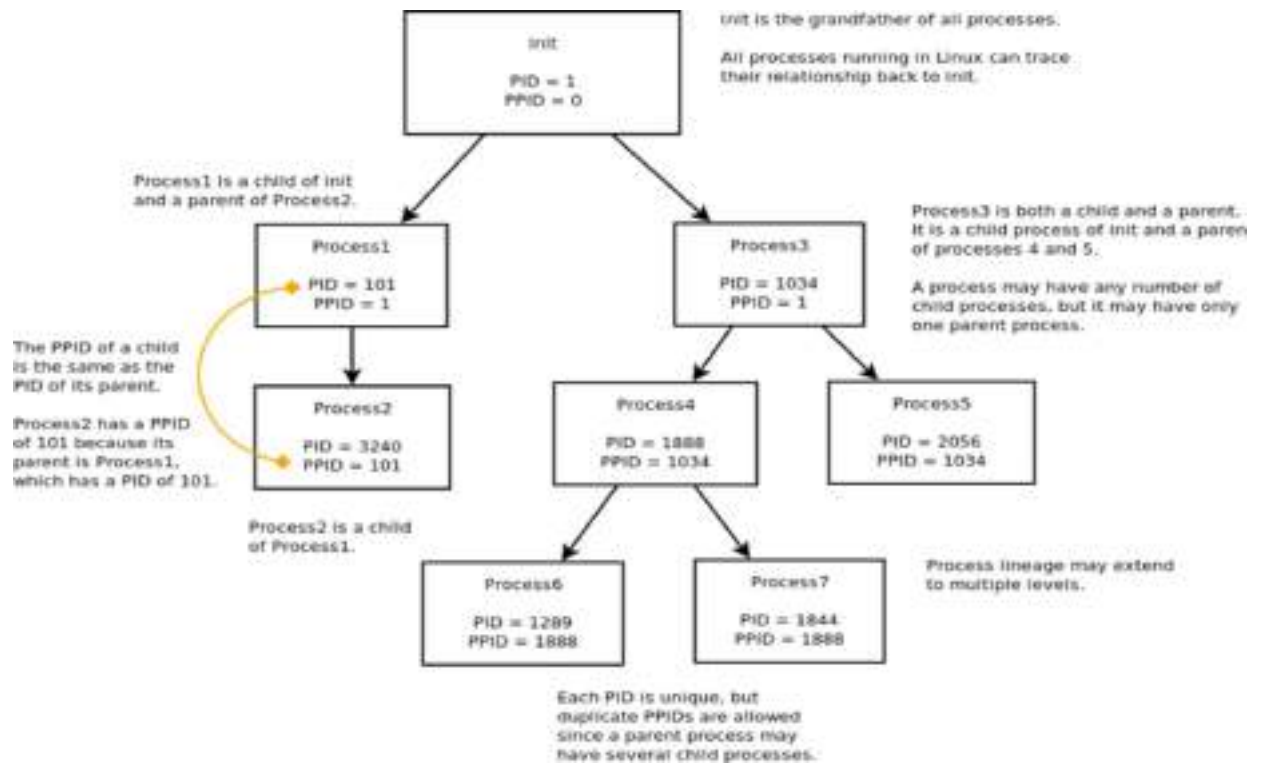 Init is the grandfather of all processes.
All processes running in Linux can trace
their relationship back to init.
Init
PID = 1
PPID = 0
Process1 is a child of init
and a parent of Process2.
Process1
PID = 101
PPID = 1
Process3
PID = 1034
PPID = 1
Process3 is both a child and a parent.
It is a child process of init and a paren
of processes 4 and 5.
A process may have any number of
child processes, but it may have only
one parent process.
The PPID of a child
is the same as the
PID of its parent.
Process2 has a PPID
of 101 because its
parent is Process1,
which has a PID of 101.
Process2
PID = 3240
PPID = 101
Process4
PID = 1888
PPID = 1034
Process5
PID = 2056
PPID = 1034
Process2 is a child
of Process1.
Process6
PID = 1289
PPID = 1888
Process7
PID = 1844
PPID = 1888
Process lineage may extend
to multiple levels.
Each PID is unique, but
duplicate PPIDs are allowed
since a parent process may
have several child processes.